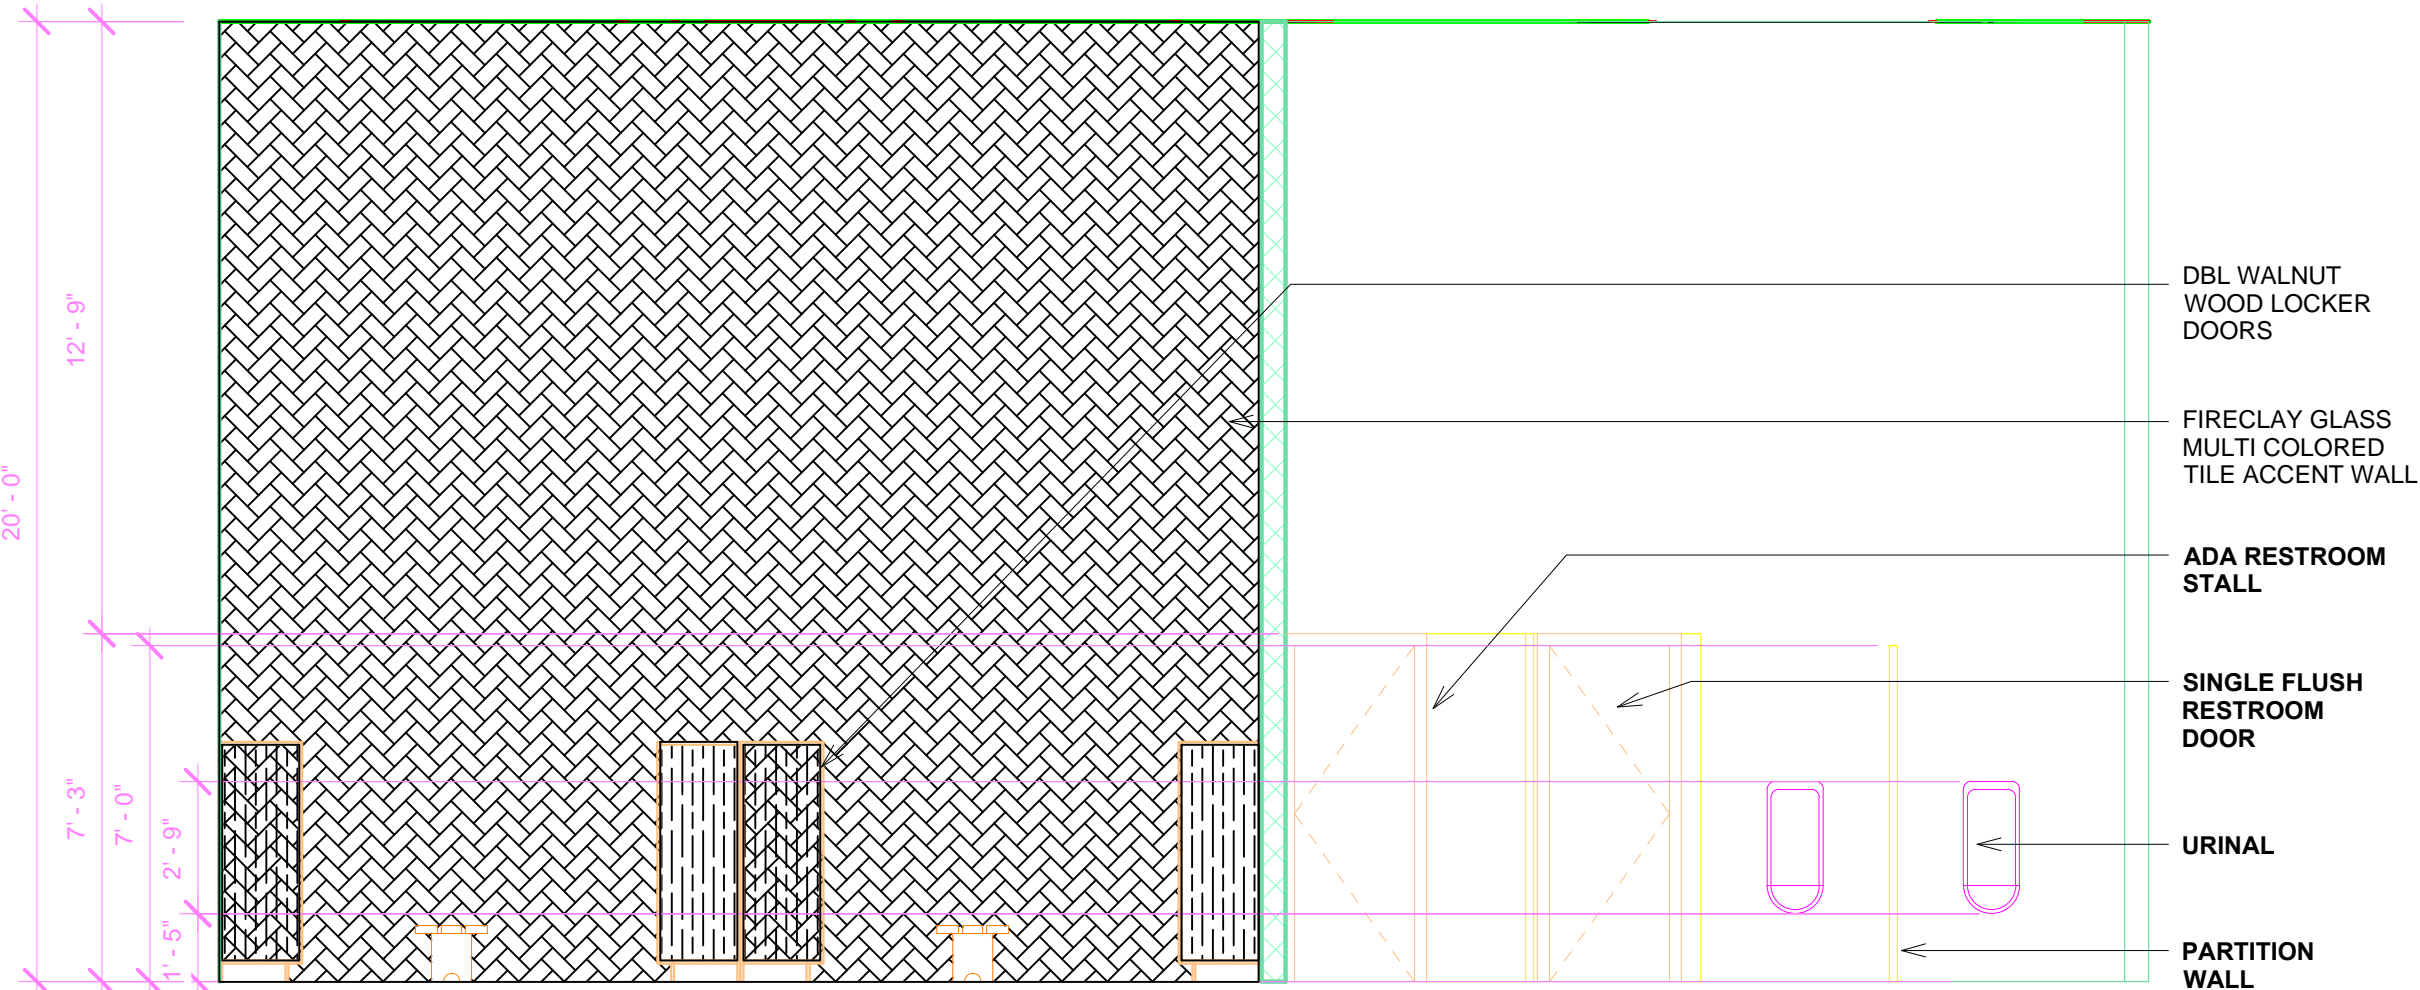 20' - 0"
12' - 9"
7' - 3"
7' - 0"
2' - 9"
1' - 5"
DBL WALNUT
WOOD LOCKER
DOORS
FIRECLAY GLASS
MULTI COLORED
TILE ACCENT WALL
ADA RESTROOM
STALL
SINGLE FLUSH
RESTROOM
DOOR
URINAL
PARTITION
WALL